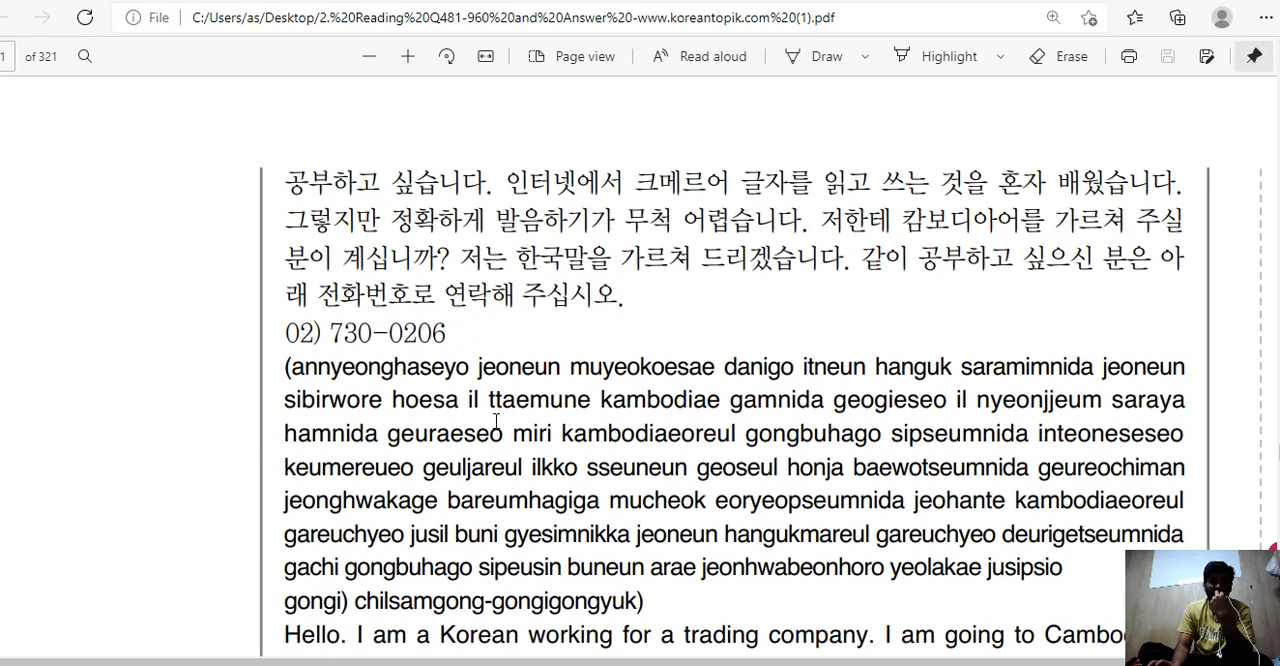 File C:/Users/as/Desktop/2.%20Reading%20Q481-960%20and%20Answer%20-www.koreantopik.com%20(1).pdf
1 of 321 Page view Read aloud Draw Highlight Erase
공부하고 싶습니다. 인터넷에서 크메르어 글자를 읽고 쓰는 것을 혼자 배웠습니다.
그렇지만 정확하게 발음하기가 무척 어렵습니다. 저한테 캄보디아어를 가르쳐 주실
분이 계십니까? 저는 한국말을 가르쳐 드리겠습니다. 같이 공부하고 싶으신 분은 아
래 전화번호로 연락해 주십시오.
02) 730-0206
(annyeonghaseyo jeoneun muyeokoesae danigo itneun hanguk saramimnida jeoneun
sibirwore hoesa il ttaemune kambodiae gamnida geogieseo il nyeonjjeum saraya
hamnida geuraeseo miri kambodiaeoreul gongbuhago sipseumnida inteoneseseo
keumereueo geuljareul ilkko sseuneun geoseul honja baewotseumnida geureochiman
jeonghwakage bareumhagiga mucheok eoryeopseumnida jeohante kambodiaeoreul
gareuchyeo jusil buni gyesimnikka jeoneun hangukmareul gareuchyeo deurigetseumnida
gachi gongbuhago sipeusin buneun arae jeonhwabeonhoro yeolakae jusipsio
gongi) chilsamgong-gongigongyuk)
Hello. I am a Korean working for a trading company. I am going to